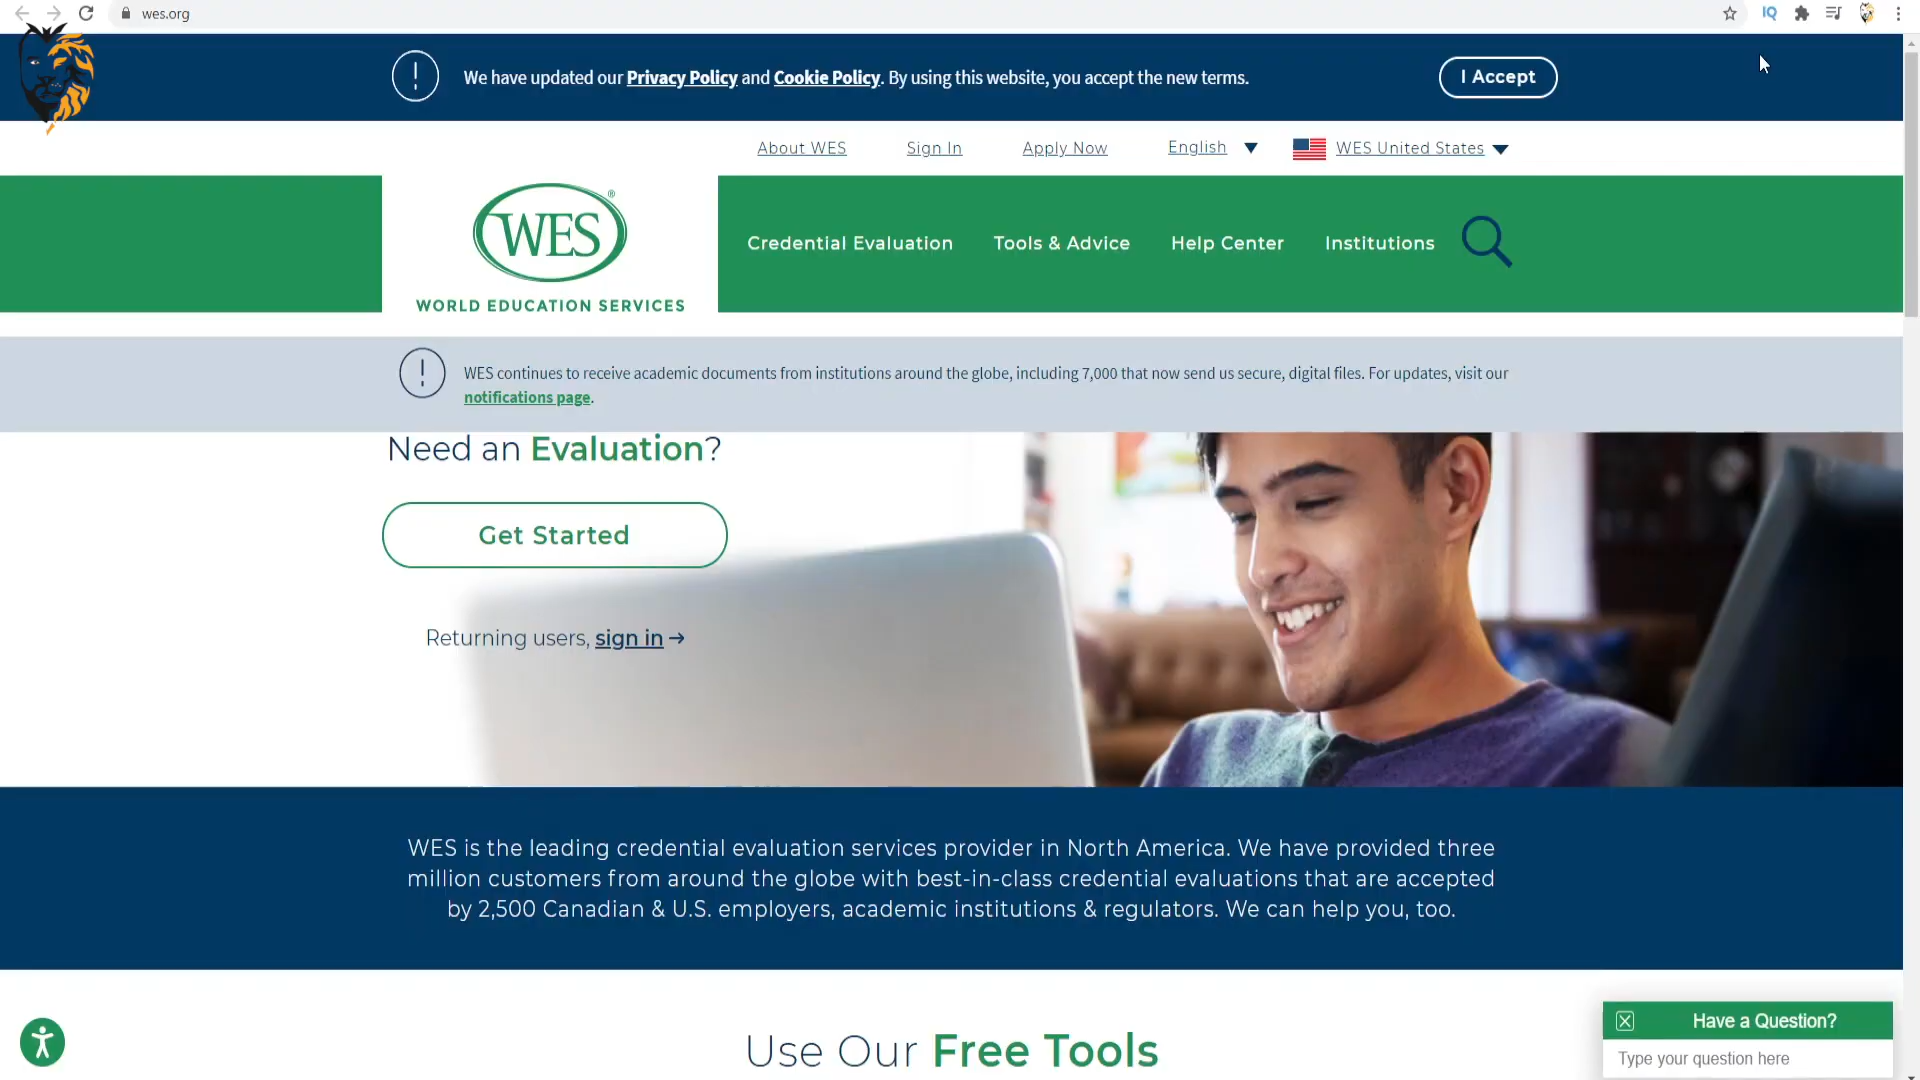 wes.org
IQ
We have updated our Privacy Policy and Cookie Policy. By using this website, you accept the new terms.
I Accept
About WES
Sign In
Apply Now
English
WES United States
WES®
WORLD EDUCATION SERVICES
Credential Evaluation
Tools & Advice
Help Center
Institutions
WES continues to receive academic documents from institutions around the globe, including 7,000 that now send us secure, digital files. For updates, visit our
notifications page.
Need an Evaluation?
Get Started
Returning users, sign in →
WES is the leading credential evaluation services provider in North America. We have provided three
million customers from around the globe with best-in-class credential evaluations that are accepted
by 2,500 Canadian & U.S. employers, academic institutions & regulators. We can help you, too.
Use Our Free Tools
Have a Question?
Type your question here